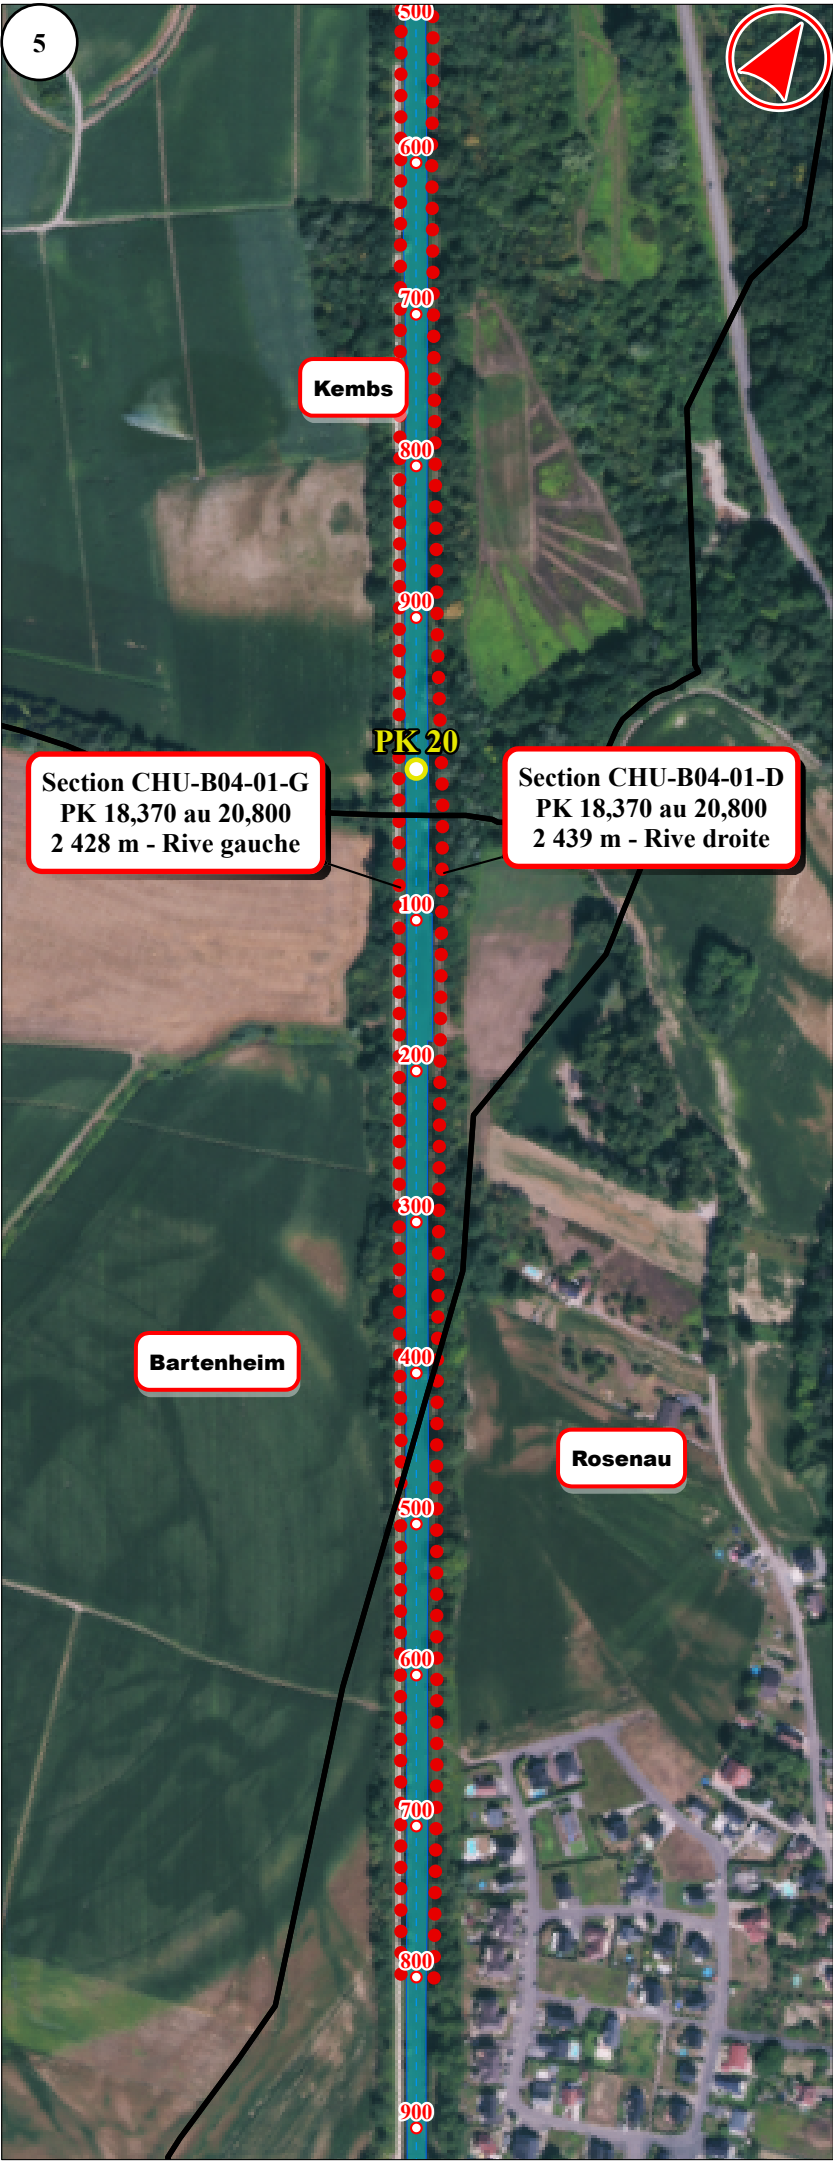 5
500
600
700
Kembs
800
900
PK 20
Section CHU-B04-01-G
PK 18,370 au 20,800
2 428 m - Rive gauche
Section CHU-B04-01-D
PK 18,370 au 20,800
2 439 m - Rive droite
100
200
300
Bartenheim
400
Rosenau
500
600
700
800
900